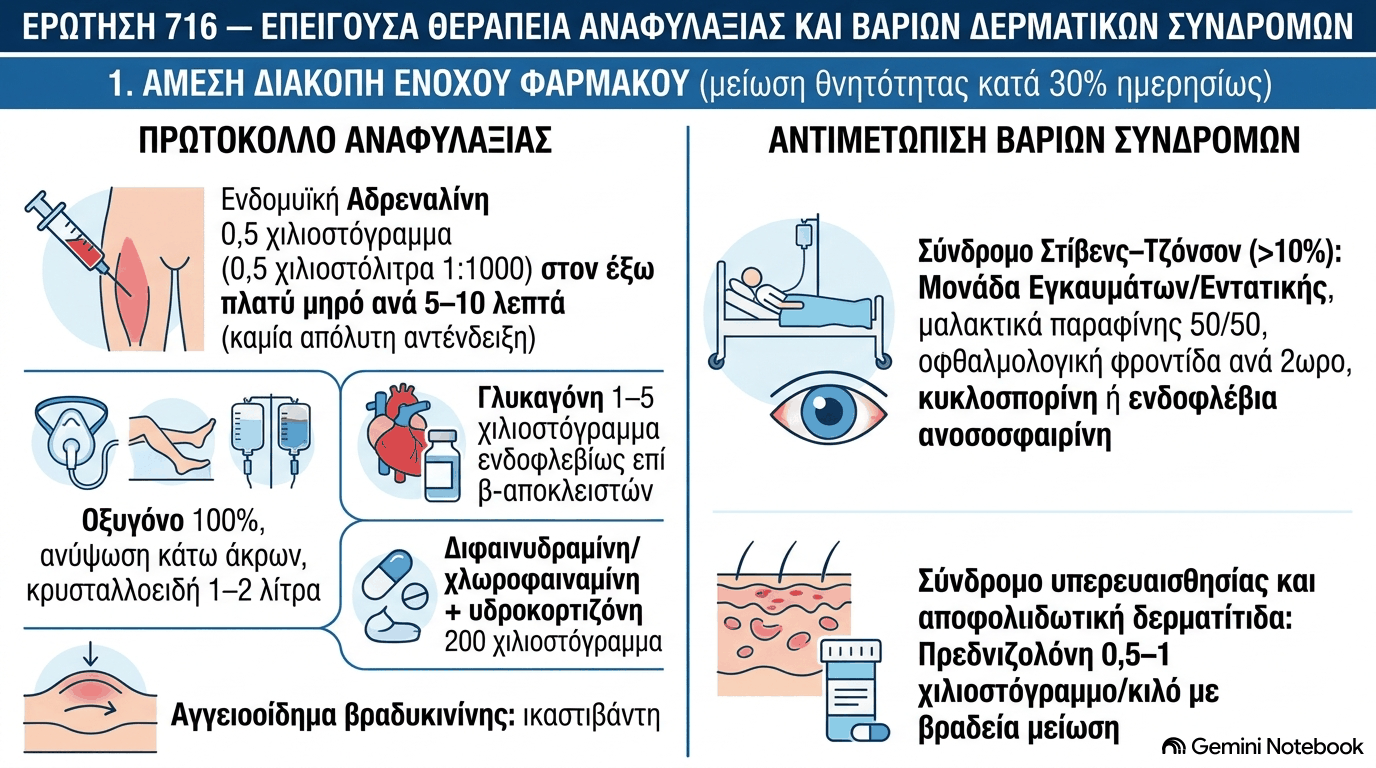 ΕΡΩΤΗΣΗ 716 — ΕΠΕΙΓΟΥΣΑ ΘΕΡΑΠΕΙΑ ΑΝΑΦΥΛΑΞΙΑΣ ΚΑΙ ΒΑΡΙΩΝ ΔΕΡΜΑΤΙΚΩΝ ΣΥΝΔΡΟΜΩΝ
1. ΑΜΕΣΗ ΔΙΑΚΟΠΗ ΕΝΟΧΟΥ ΦΑΡΜΑΚΟΥ (μείωση θνητότητας κατά 30% ημερησίως)
ΠΡΩΤΟΚΟΛΛΟ ΑΝΑΦΥΛΑΞΙΑΣ
Ενδομυϊκή Αδρεναλίνη
0,5 χιλιοστόγραμμα
(0,5 χιλιοστόλιτρα 1:1000) στον έξω
πλατύ μηρό ανά 5–10 λεπτά
(καμία απόλυτη αντένδειξη)
Οξυγόνο 100%,
ανύψωση κάτω άκρων,
κρυσταλλοειδή 1–2 λίτρα
Γλυκαγόνη 1–5
χιλιοστόγραμμα
ενδοφλεβίως επί
β-αποκλειστών
Διφαινυδραμίνη/
χλωροφαιναμίνη
+ υδροκορτιζόνη
200 χιλιοστόγραμμα
Αγγειοοίδημα βραδυκινίνης: ικαστιβάντη
ΑΝΤΙΜΕΤΩΠΙΣΗ ΒΑΡΙΩΝ ΣΥΝΔΡΟΜΩΝ
Σύνδρομο Στίβενς–Τζόνσον (>10%):
Μονάδα Εγκαυμάτων/Εντατικής,
μαλακτικά παραφίνης 50/50,
οφθαλμολογική φροντίδα ανά 2ωρο,
κυκλοσπορίνη ή ενδοφλέβια
ανοσοσφαιρίνη
Σύνδρομο υπερευαισθησίας και
αποφολιιδωτική δερματίτιδα:
Πρεδνιζολόνη 0,5–1
χιλιοστόγραμμο/κιλό με
βραδεία μείωση
Gemini Notebook